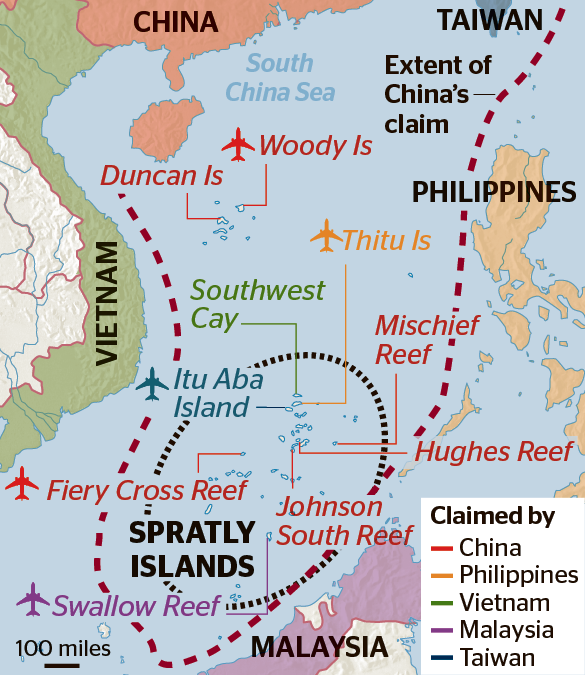 TAIWAN
CHINA
South
China Sea
Extent of
China's
claim
Woody Is
Duncan Is
PHILIPPINES
Thitu Is
VIETNAM
Southwest
Cay
Mischief
Reef
Itu Aba
Island
Hughes Reef
Fiery Cross Reef
Johnson
South Reef
SPRATLY
ISLANDS
Swallow Reef
MALAYSIA
100 miles
Claimed by
China
Philippines
Vietnam
Malaysia
Taiwan